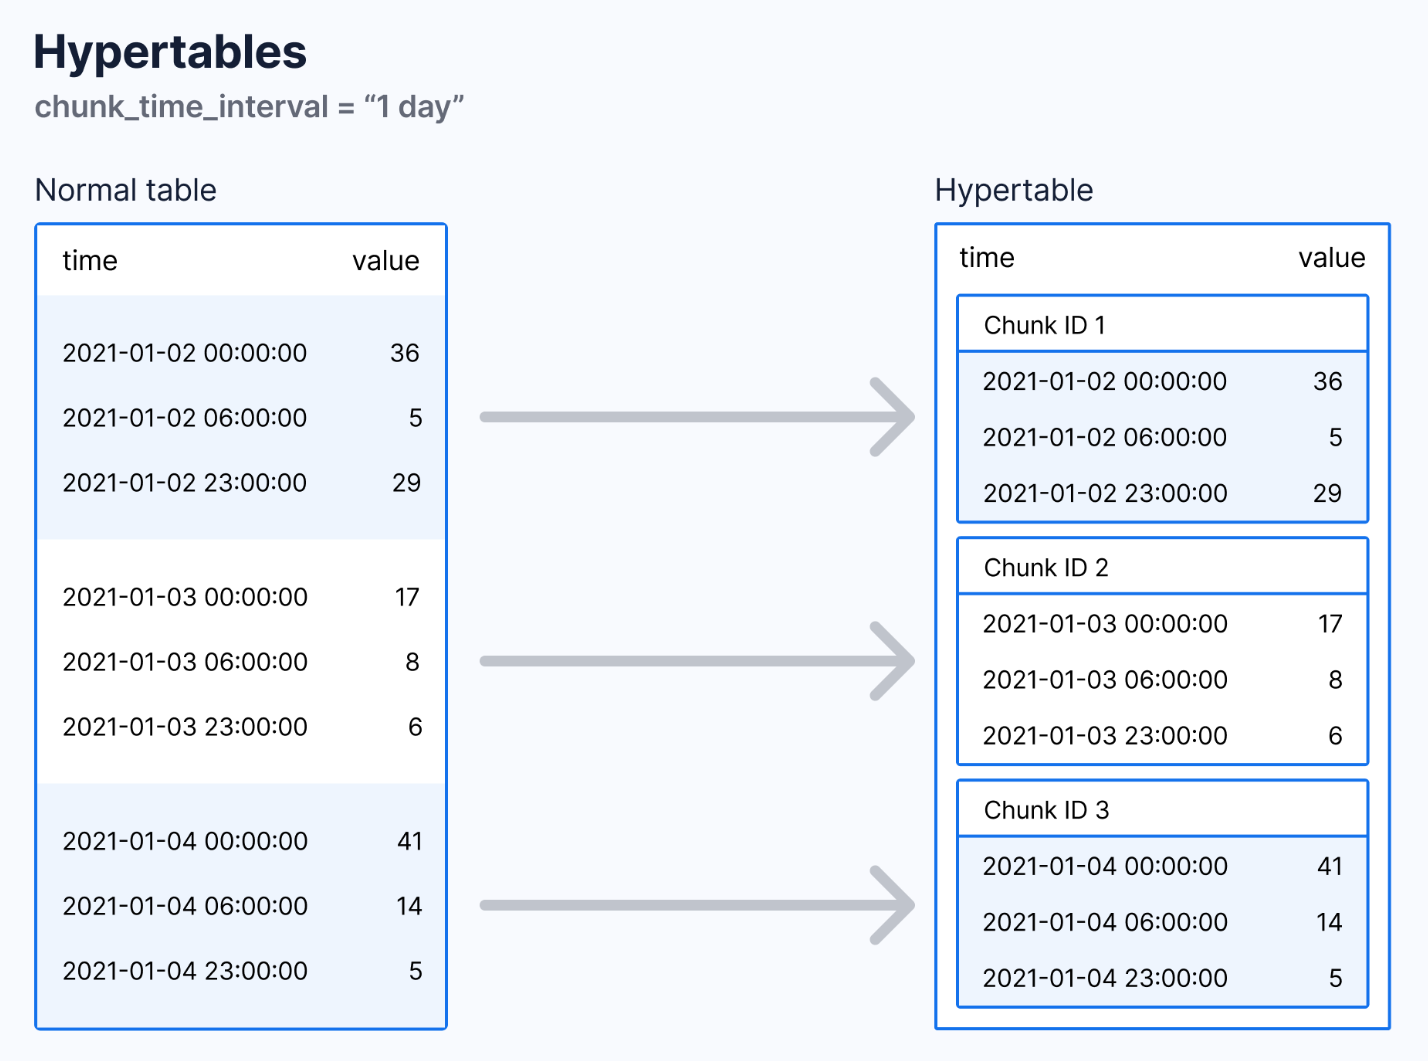 Hypertables
chunk_time_interval = “1 day”
Normal table
time value
2021-01-02 00:00:00 36
2021-01-02 06:00:00 5
2021-01-02 23:00:00 29
2021-01-03 00:00:00 17
2021-01-03 06:00:00 8
2021-01-03 23:00:00 6
2021-01-04 00:00:00 41
2021-01-04 06:00:00 14
2021-01-04 23:00:00 5
Hypertable
time value
Chunk ID 1
2021-01-02 00:00:00 36
2021-01-02 06:00:00 5
2021-01-02 23:00:00 29
Chunk ID 2
2021-01-03 00:00:00 17
2021-01-03 06:00:00 8
2021-01-03 23:00:00 6
Chunk ID 3
2021-01-04 00:00:00 41
2021-01-04 06:00:00 14
2021-01-04 23:00:00 5